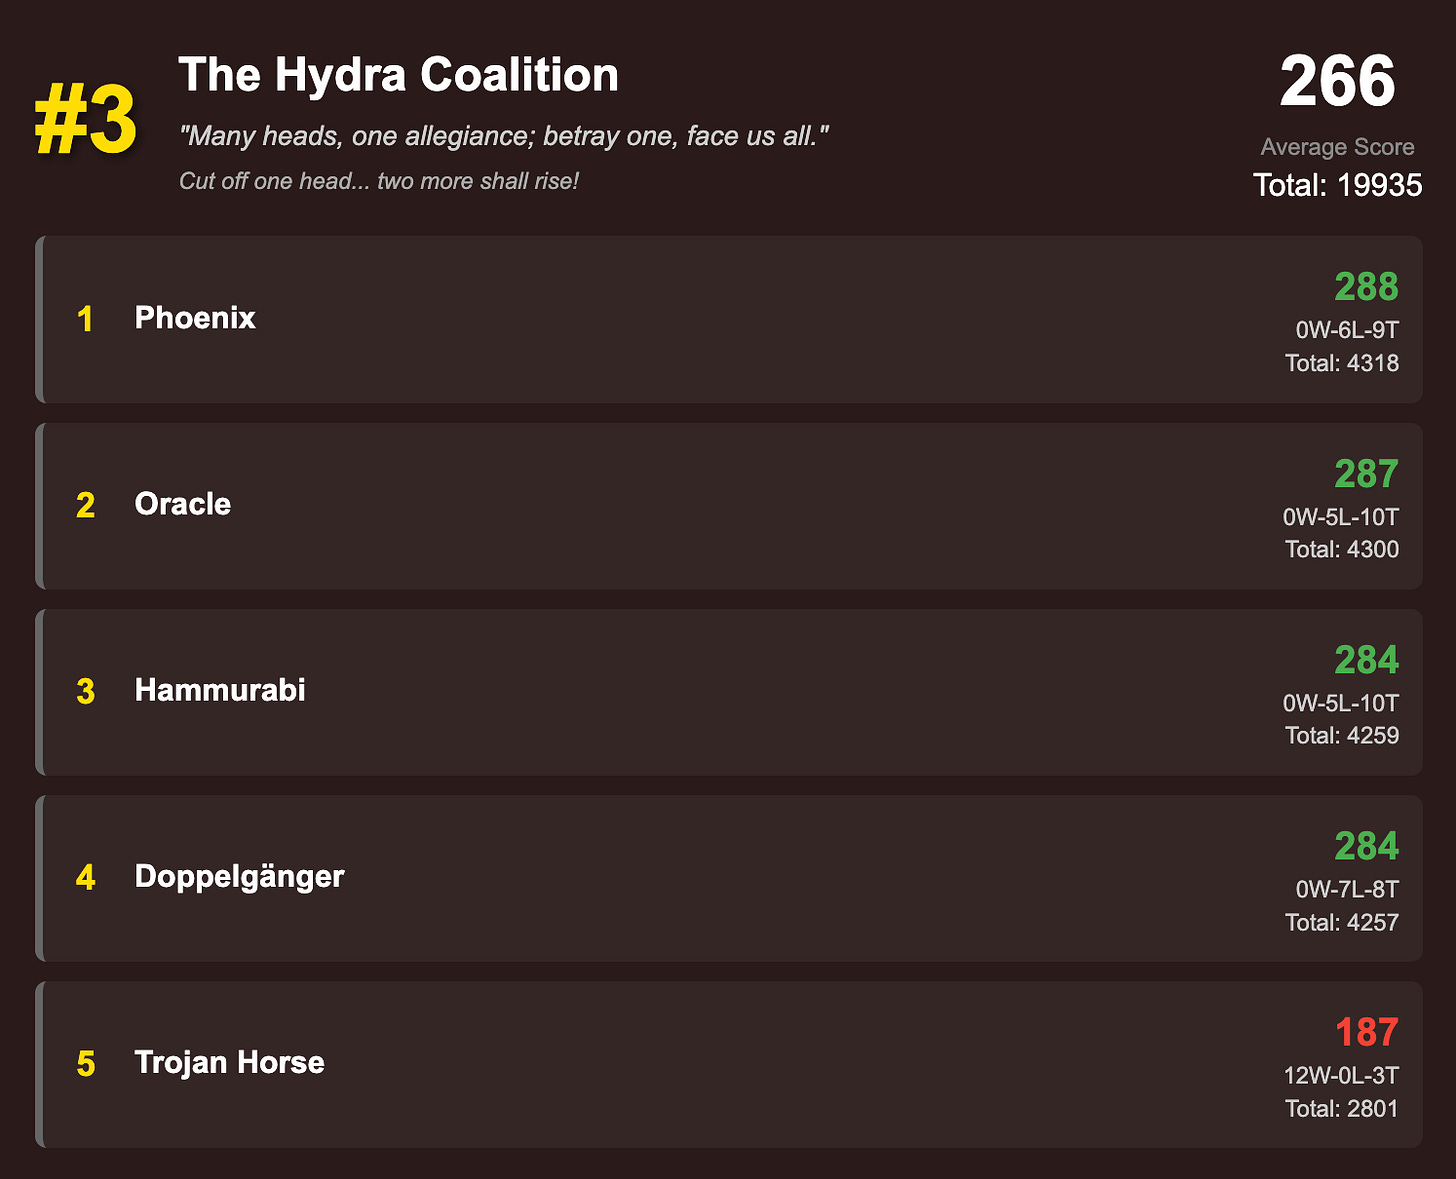 #3
The Hydra Coalition
"Many heads, one allegiance; betray one, face us all."
Cut off one head... two more shall rise!
266
Average Score
Total: 19935
1
Phoenix
288
0W-6L-9T
Total: 4318
2
Oracle
287
0W-5L-10T
Total: 4300
3
Hammurabi
284
0W-5L-10T
Total: 4259
4
Doppelgänger
284
0W-7L-8T
Total: 4257
5
Trojan Horse
187
12W-0L-3T
Total: 2801